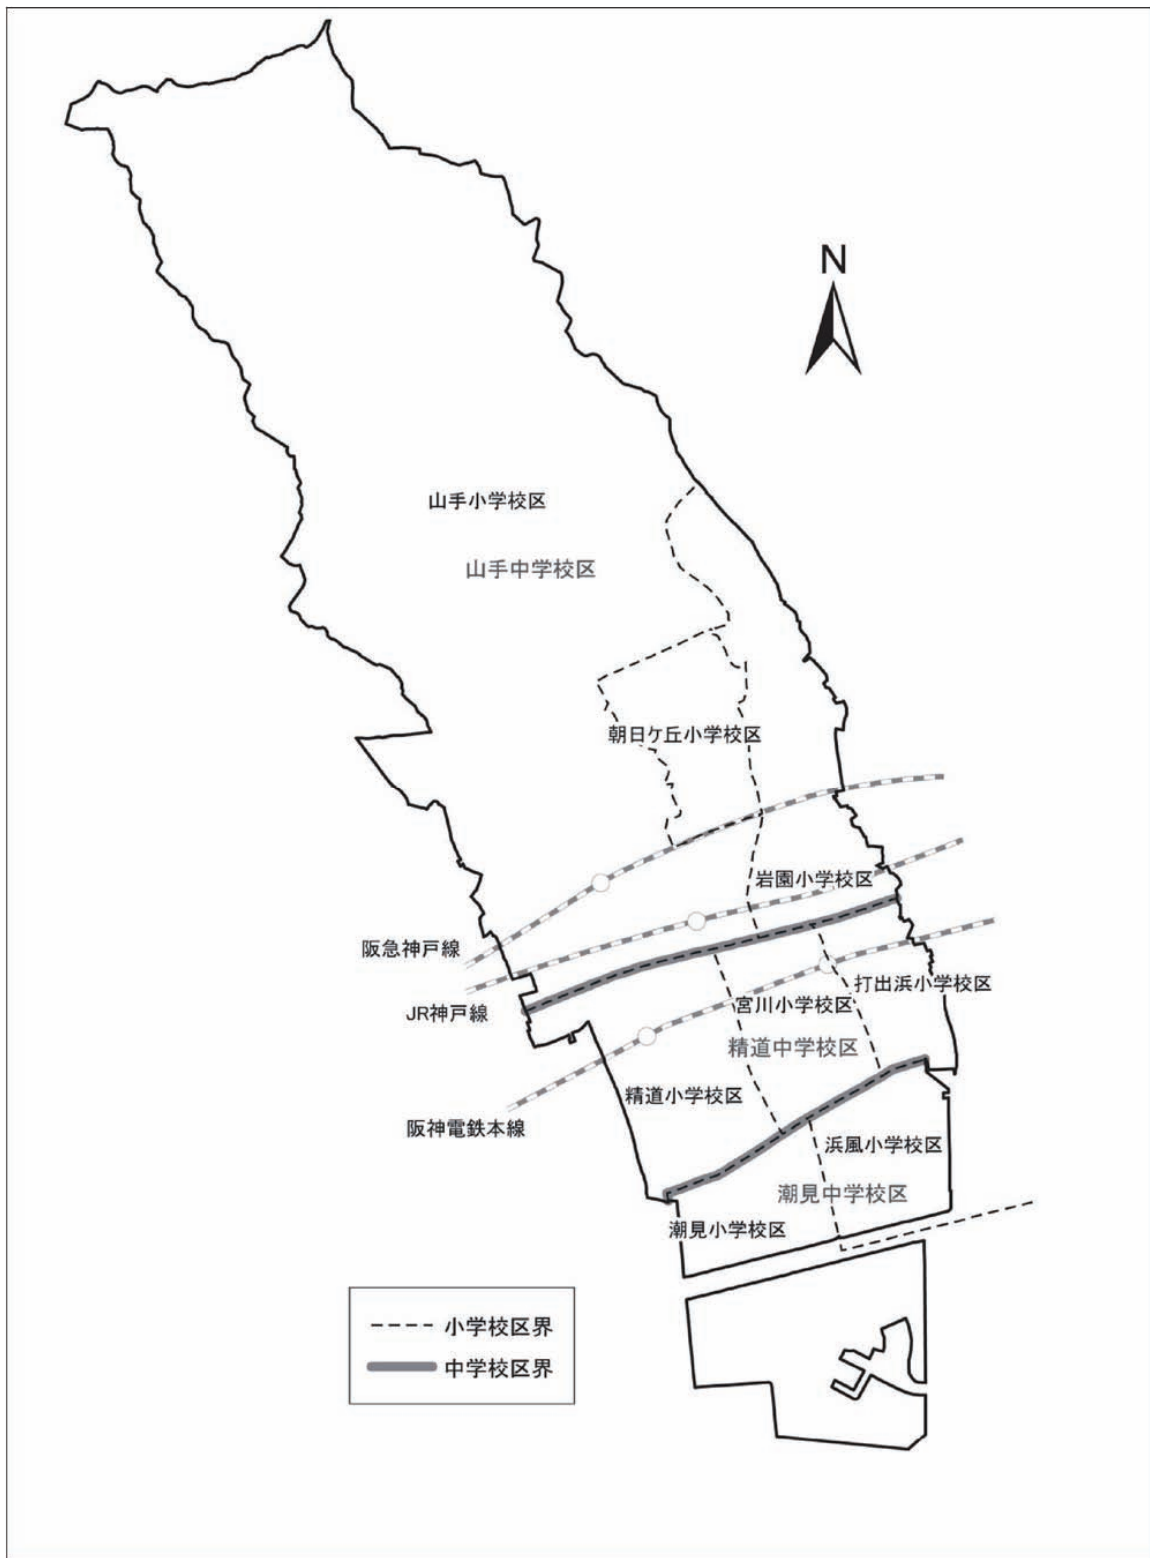 N
山手小学校区
山手中学校区
朝日ケ丘小学校区
岩園小学校区
阪急神戸線
打出浜小学校区
宮川小学校区
JR神戸線
精道中学校区
精道小学校区
阪神電鉄本線
浜風小学校区
潮見中学校区
潮見小学校区
小学校区界
中学校区界